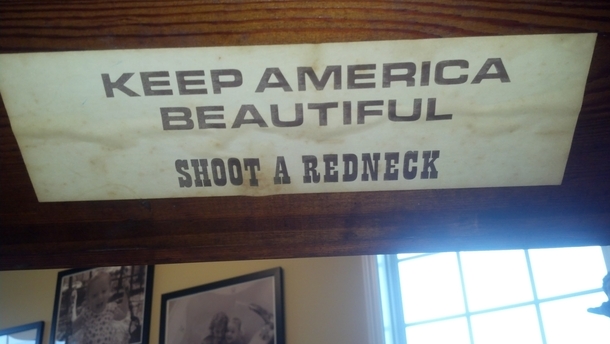 KEEP AMERICA
BEAUTIFUL
SHOOT A REDNECK